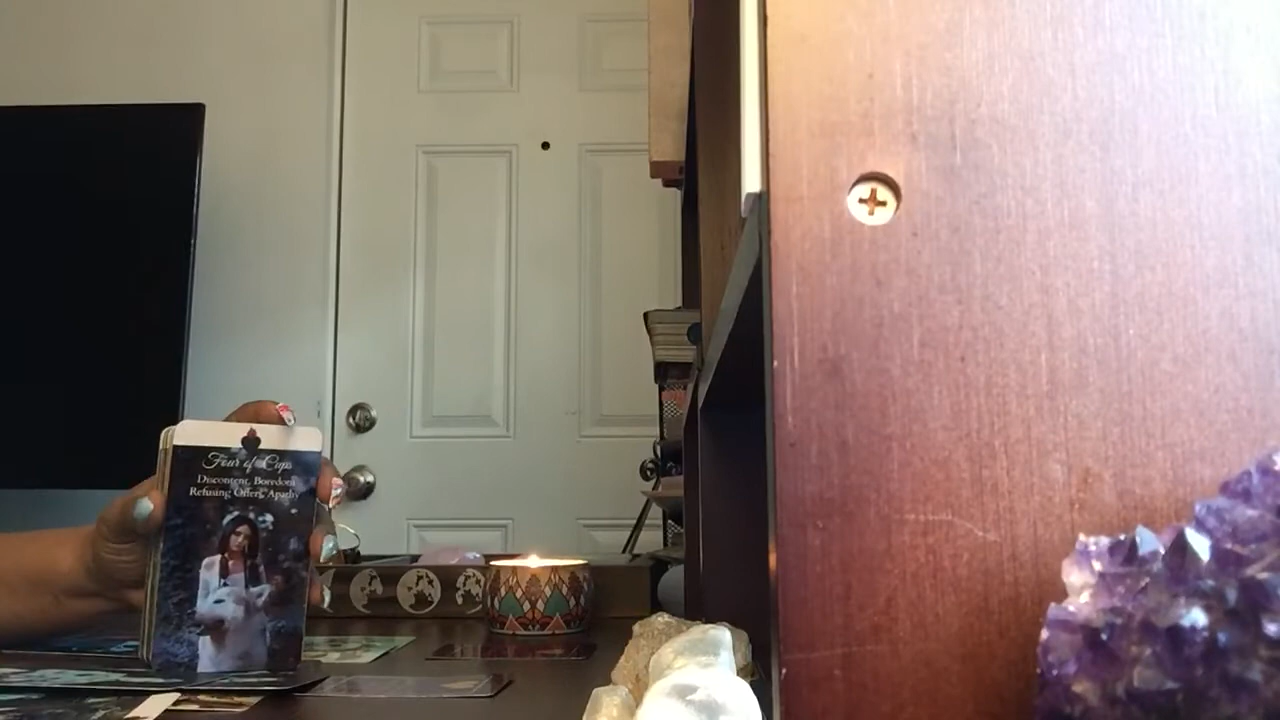 Four of Cups
Discontent, Boredom
Refusing Offers, Apathy